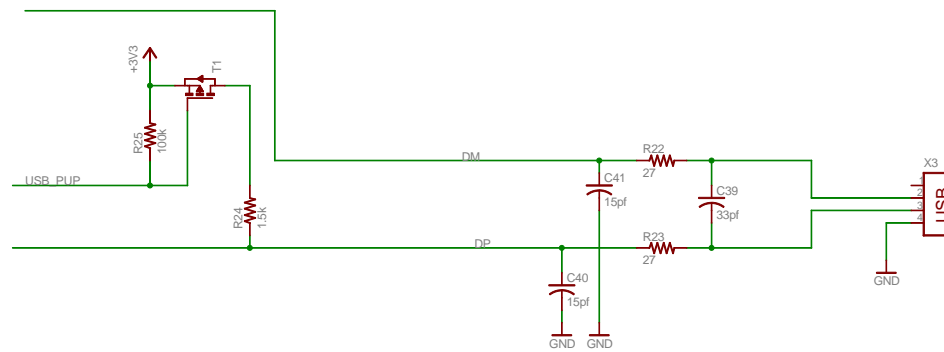 +3V3
T1
R25
100k
USB_PUP
R24
1.5k
DM
DP
R22
27
C41
15pf
C39
33pf
R23
27
C40
15pf
GND
GND
X3
1
2
3
4
USB
GND